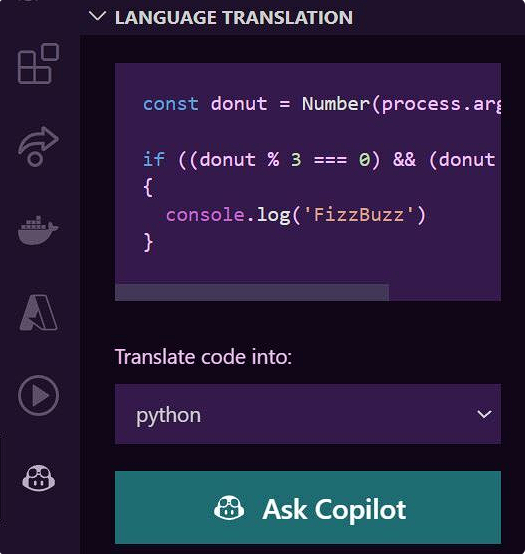 LANGUAGE TRANSLATION
const donut = Number(process.arg
if ((donut % 3 === 0) && (donut
{
console.log('FizzBuzz')
}
Translate code into:
python
Ask Copilot